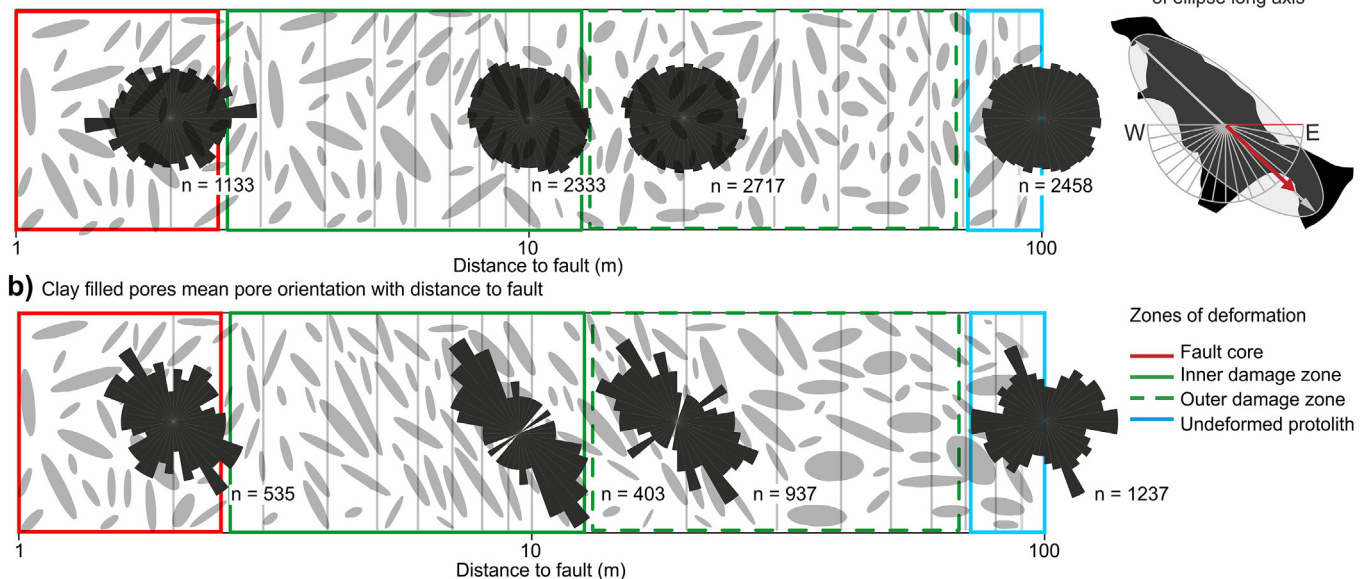 of ellipse long axis
W
E
n = 1133
n = 2333
n = 2717
n = 2458
1
10
100
Distance to fault (m)
b) Clay filled pores mean pore orientation with distance to fault
Zones of deformation
Fault core
Inner damage zone
Outer damage zone
Undeformed protolith
n = 535
n = 403
n = 937
n = 1237
1
10
100
Distance to fault (m)